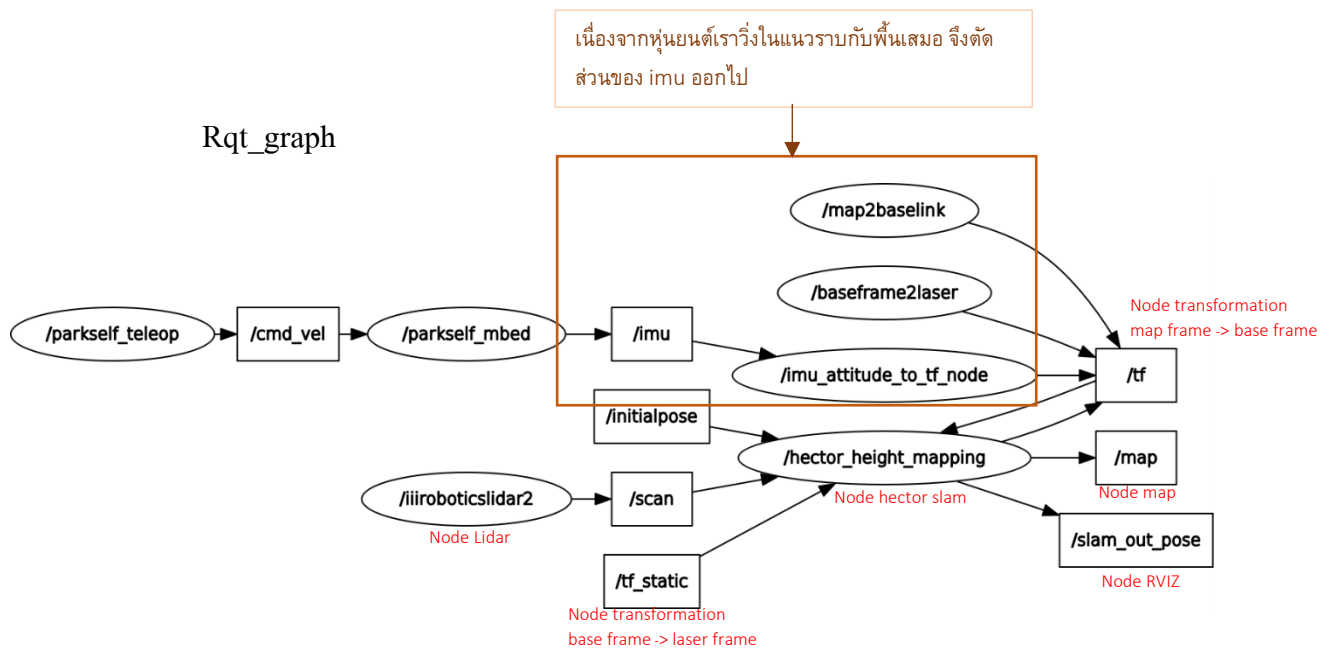 เนื่องจากหุ่นยนต์เราวิ่งในแนวราบกับพื้นเสมอ จึงตัด
ส่วนของ imu ออกไป
Rqt_graph
/map2baselink
/baseframe2laser
Node transformation
map frame -> base frame
/parkself_teleop
/cmd_vel
/parkself_mbed
/imu
/imu_attitude_to_tf_node
/tf
/initialpose
/hector_height_mapping
/map
Node hector slam
Node map
/iiiroboticslidar2
/scan
Node Lidar
/slam_out_pose
Node RVIZ
/tf_static
Node transformation
base frame -> laser frame